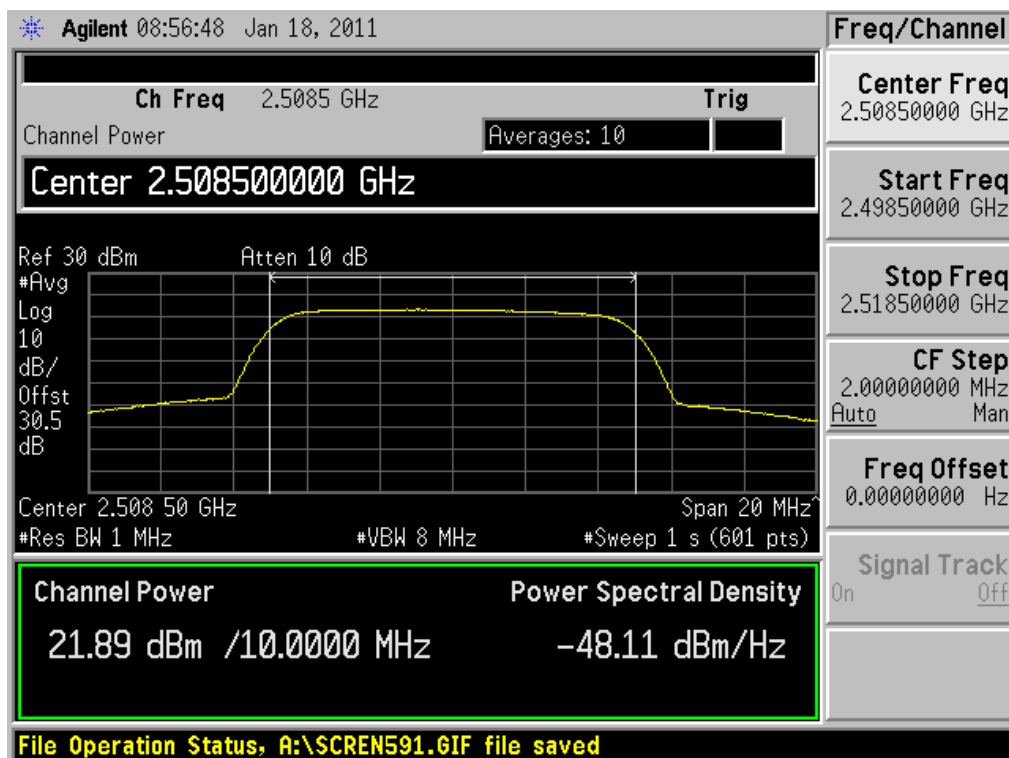 Agilent 08:56:48 Jan 18, 2011
Freq/Channel
Ch Freq 2.5085 GHz Trig
Channel Power Averages: 10
Center 2.508500000 GHz
Ref 30 dBm Atten 10 dB
#Avg
Log
10
dB/
Offst
30.5
dB
Center 2.508 50 GHz Span 20 MHz^
#Res BW 1 MHz #VBW 8 MHz #Sweep 1 s (601 pts)
Channel Power Power Spectral Density
21.89 dBm /10.0000 MHz -48.11 dBm/Hz
File Operation Status, A:\SCREN591.GIF file saved
Center Freq
2.50850000 GHz
Start Freq
2.49850000 GHz
Stop Freq
2.51850000 GHz
CF Step
2.00000000 MHz
Auto Man
Freq Offset
0.00000000 Hz
Signal Track
On Off